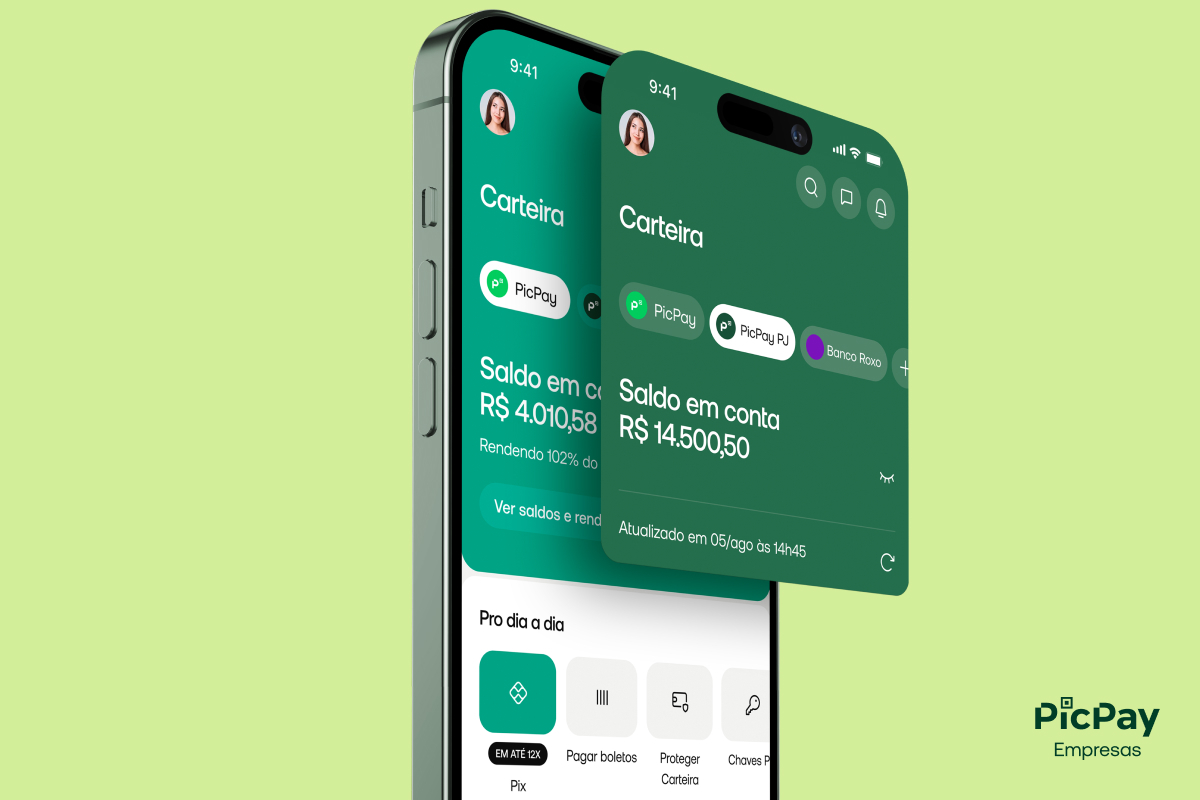 9:41
Carteira
PicPay
Saldo em co
R$ 4.010,58
Rendendo 102% do
Ver saldos e rend
Pro dia a dia
EM ATÉ 12X
Pix
Pagar boletos
Proteger
Carteira
Chaves P
9:41
Carteira
PicPay
PicPay PJ
Banco Roxo
Saldo em conta
R$ 14.500,50
Atualizado em 05/ago às 14h45
PicPay
Empresas